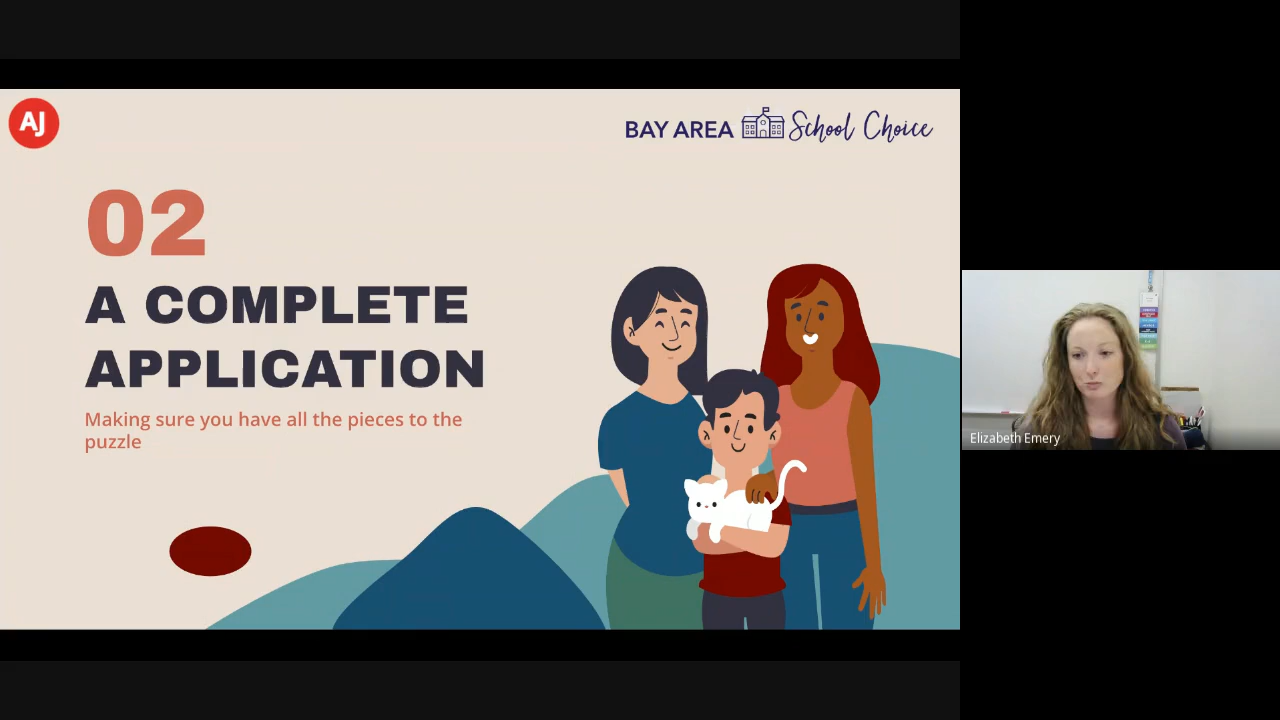 AJ
BAY AREA School Choice
02
A COMPLETE
APPLICATION
Making sure you have all the pieces to the
puzzle
Elizabeth Emery